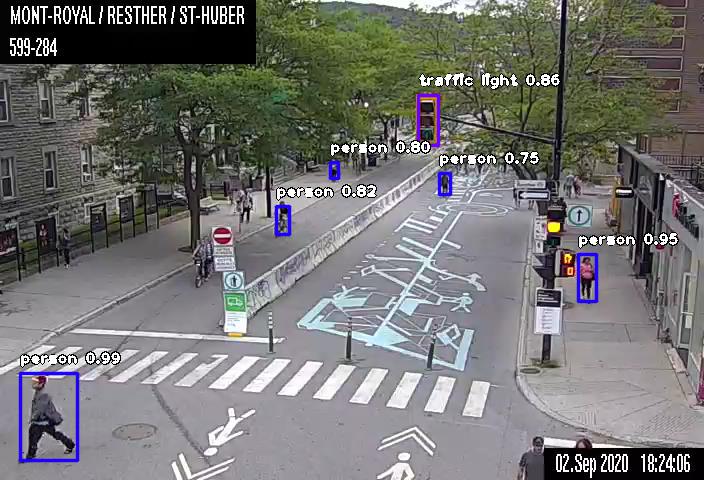 MONT-ROYAL / RESTHER / ST-HUBER
599-284
traffic light 0.86
person 0.80
person 0.75
person 0.82
person 0.95
person 0.99
02.Sep 2020 18:24:06